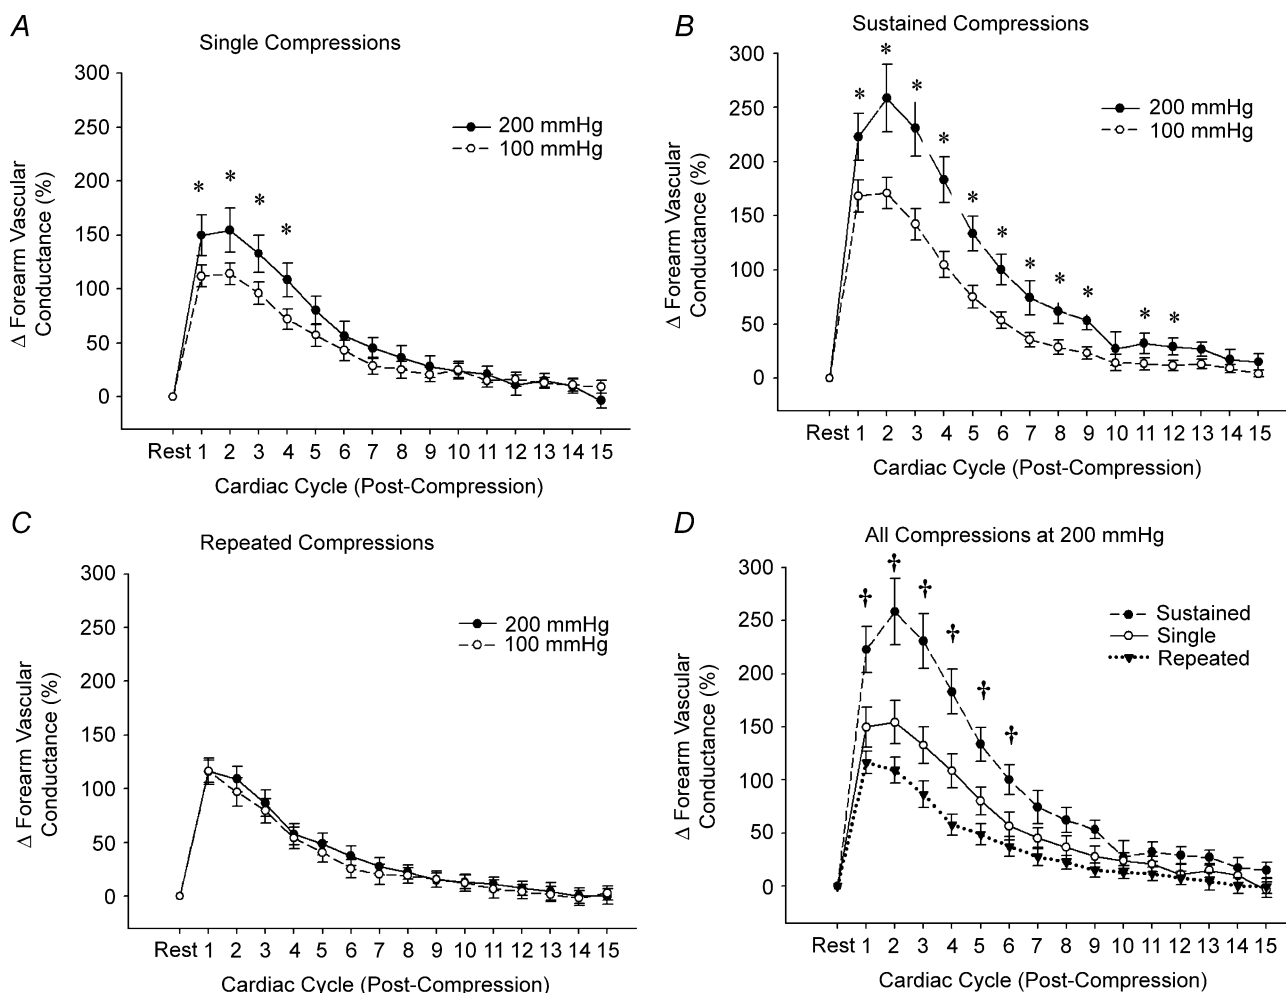 A
Single Compressions
300
250
200
150
100
50
0
Δ Forearm Vascular
Conductance (%)
200 mmHg
100 mmHg
* * * *
Rest 1 2 3 4 5 6 7 8 9 10 11 12 13 14 15
Cardiac Cycle (Post-Compression)
B
Sustained Compressions
300
250
200
150
100
50
0
Δ Forearm Vascular
Conductance (%)
200 mmHg
100 mmHg
* * * * * * * * * * *
Rest 1 2 3 4 5 6 7 8 9 10 11 12 13 14 15
Cardiac Cycle (Post-Compression)
C
Repeated Compressions
300
250
200
150
100
50
0
Δ Forearm Vascular
Conductance (%)
200 mmHg
100 mmHg
Rest 1 2 3 4 5 6 7 8 9 10 11 12 13 14 15
Cardiac Cycle (Post-Compression)
D
All Compressions at 200 mmHg
300
250
200
150
100
50
0
Δ Forearm Vascular
Conductance (%)
Sustained
Single
Repeated
† † † † † †
Rest 1 2 3 4 5 6 7 8 9 10 11 12 13 14 15
Cardiac Cycle (Post-Compression)